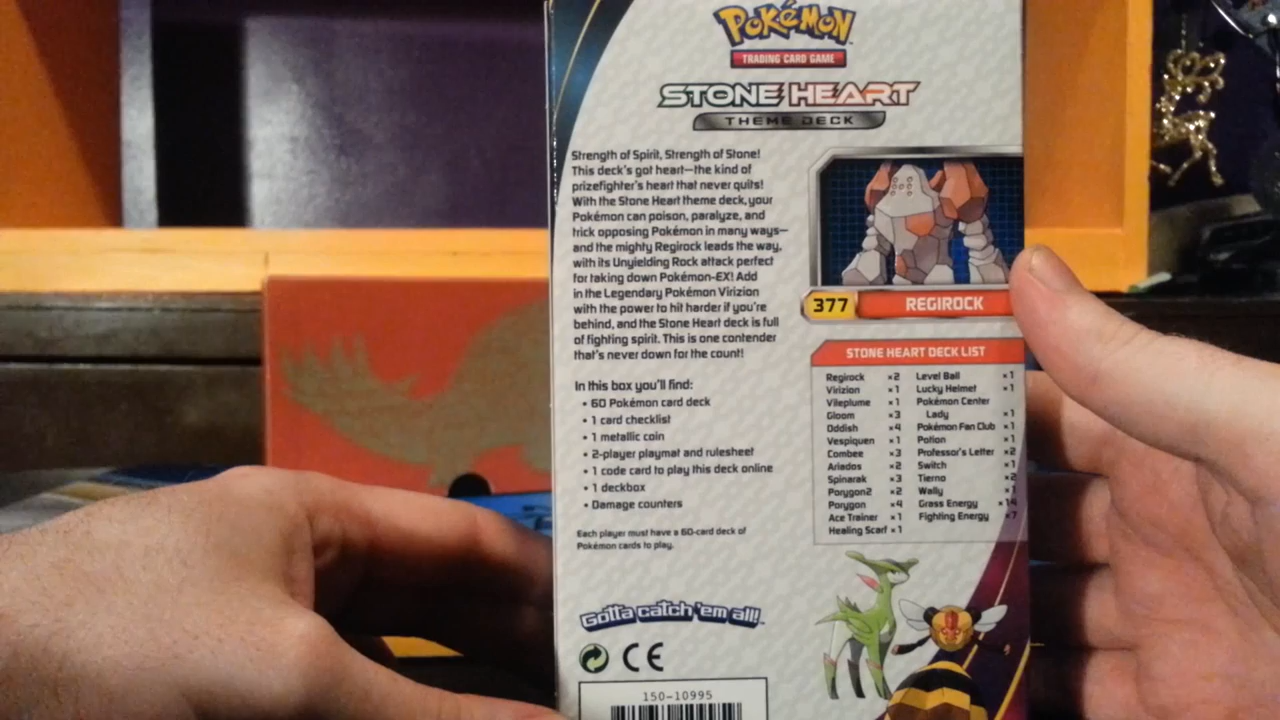 POKéMON
TRADING CARD GAME
STONE HEART
THEME DECK
Strength of Spirit, Strength of Stone!
This deck's got heart—the kind of
prizefighter's heart that never quits!
With the Stone Heart theme deck, your
Pokémon can poison, paralyze, and
trick opposing Pokémon in many ways—
and the mighty Regirock leads the way,
with its Unyielding Rock attack perfect
for taking down Pokémon-EX! Add
in the Legendary Pokémon Virizion
with the power to hit harder if you're
behind, and the Stone Heart deck is full
of fighting spirit. This is one contender
that's never down for the count!
In this box you'll find:
• 60 Pokémon card deck
• 1 card checklist
• 1 metallic coin
• 2-player playmat and rulesheet
• 1 code card to play this deck online
• 1 deckbox
• Damage counters
Each player must have a 60-card deck of
Pokémon cards to play.
Gotta catch 'em all!
CE
150-10995
377 REGIROCK
STONE HEART DECK LIST
Regirock ×2
Virizion ×1
Vileplume ×1
Gloom ×3
Oddish ×4
Vespiquen ×1
Combee ×3
Ariados ×2
Spinarak ×3
Porygon2 ×2
Porygon ×4
Ace Trainer ×1
Healing Scarf ×1
Level Ball ×1
Lucky Helmet ×1
Pokémon Center
Lady ×1
Pokémon Fan Club ×1
Potion ×1
Professor's Letter ×2
Switch ×1
Tierno ×2
Wally ×1
Grass Energy ×14
Fighting Energy ×7